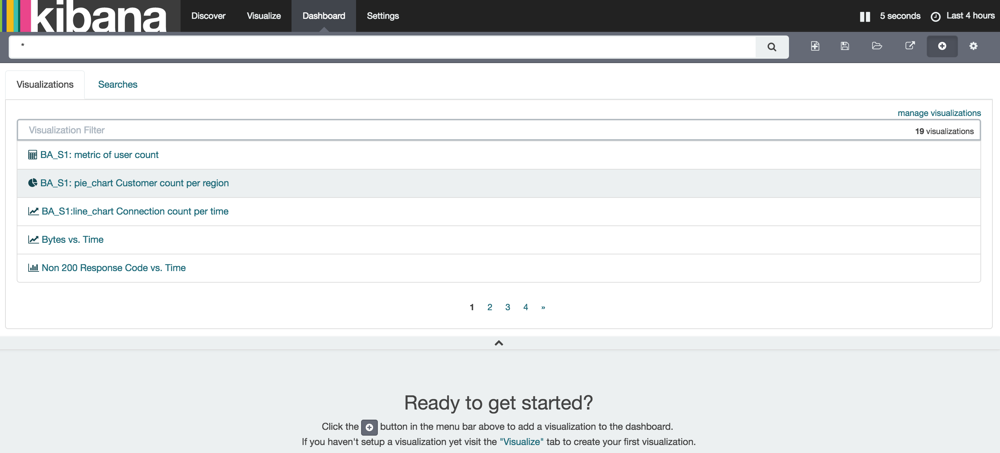 kibana Discover Visualize Dashboard Settings 5 seconds Last 4 hours
*
Visualizations Searches
manage visualizations
Visualization Filter 19 visualizations
BA_S1: metric of user count
BA_S1: pie_chart Customer count per region
BA_S1:line_chart Connection count per time
Bytes vs. Time
Non 200 Response Code vs. Time
1 2 3 4 »
Ready to get started?
Click the button in the menu bar above to add a visualization to the dashboard.
If you haven't setup a visualization yet visit the "Visualize" tab to create your first visualization.